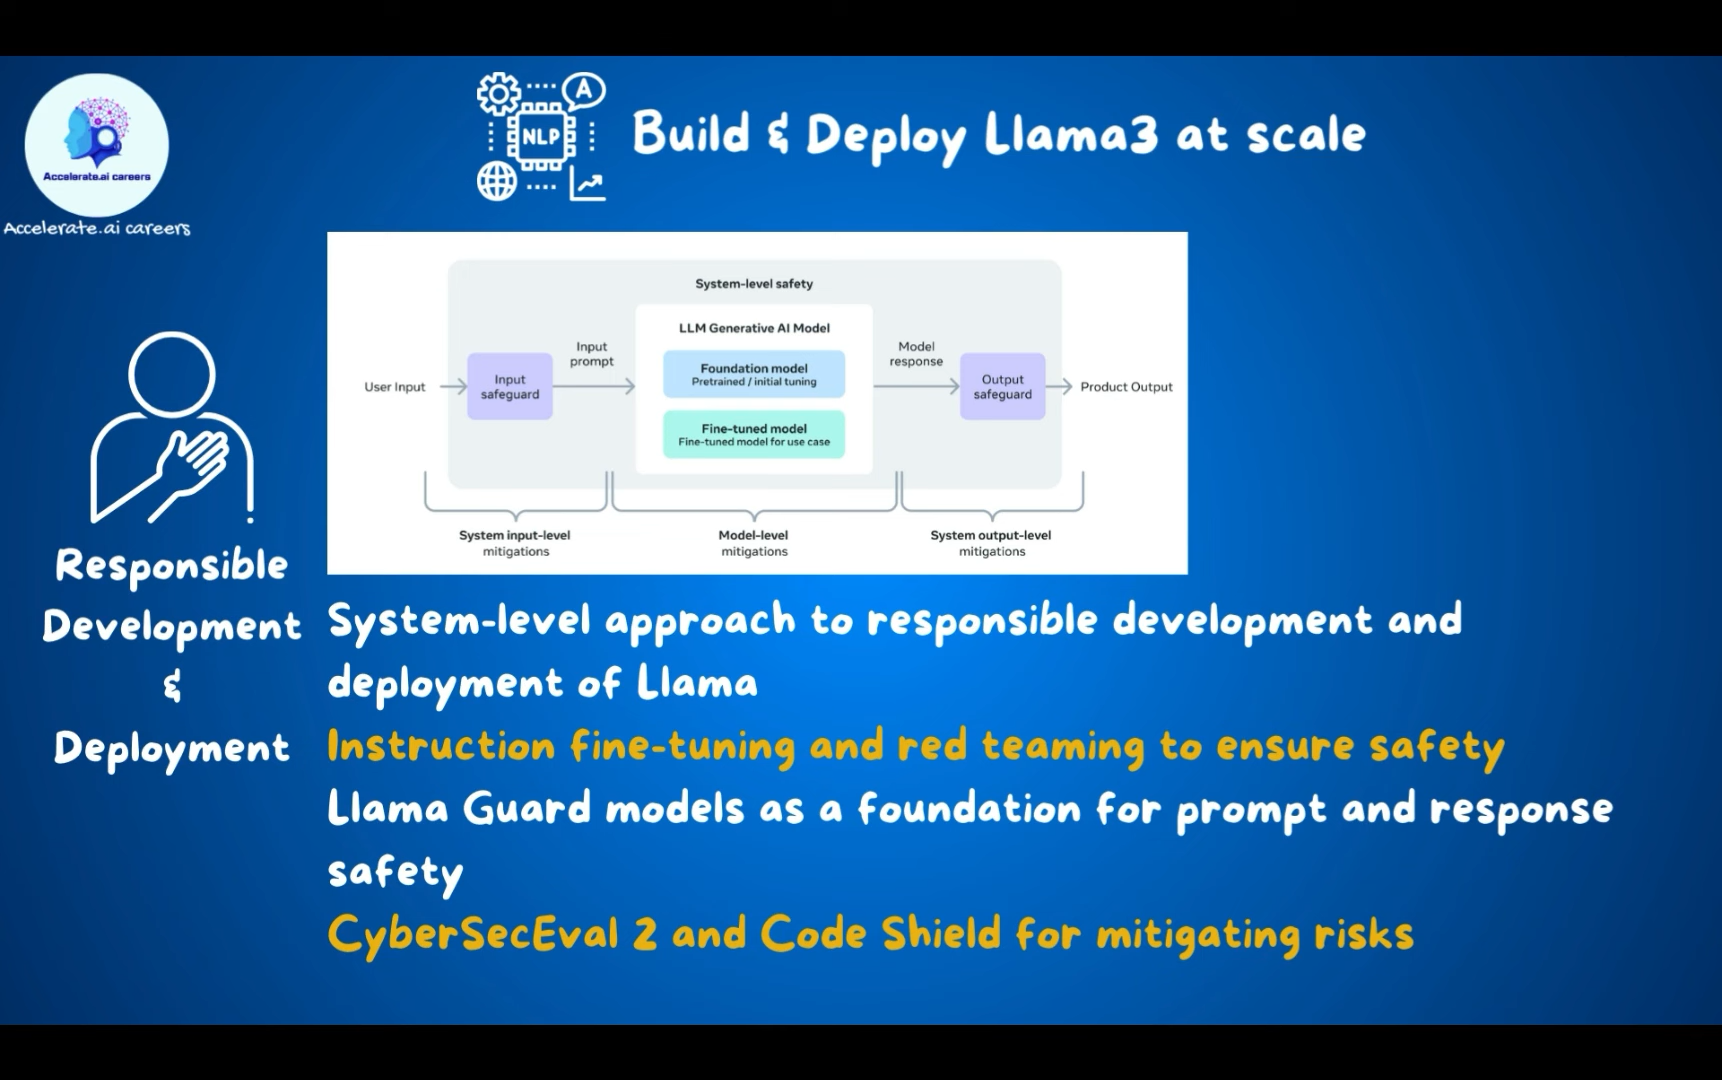 Accelerate.ai careers
Accelerate.ai careers
A
NLP
Build & Deploy Llama3 at scale
System-level safety
LLM Generative AI Model
User Input
Input
safeguard
Input
prompt
Foundation model
Pretrained / initial tuning
Fine-tuned model
Fine-tuned model for use case
Model
response
Output
safeguard
Product Output
System input-level
mitigations
Model-level
mitigations
System output-level
mitigations
Responsible
Development
&
Deployment
System-level approach to responsible development and
deployment of Llama
Instruction fine-tuning and red teaming to ensure safety
Llama Guard models as a foundation for prompt and response
safety
CyberSecEval 2 and Code Shield for mitigating risks